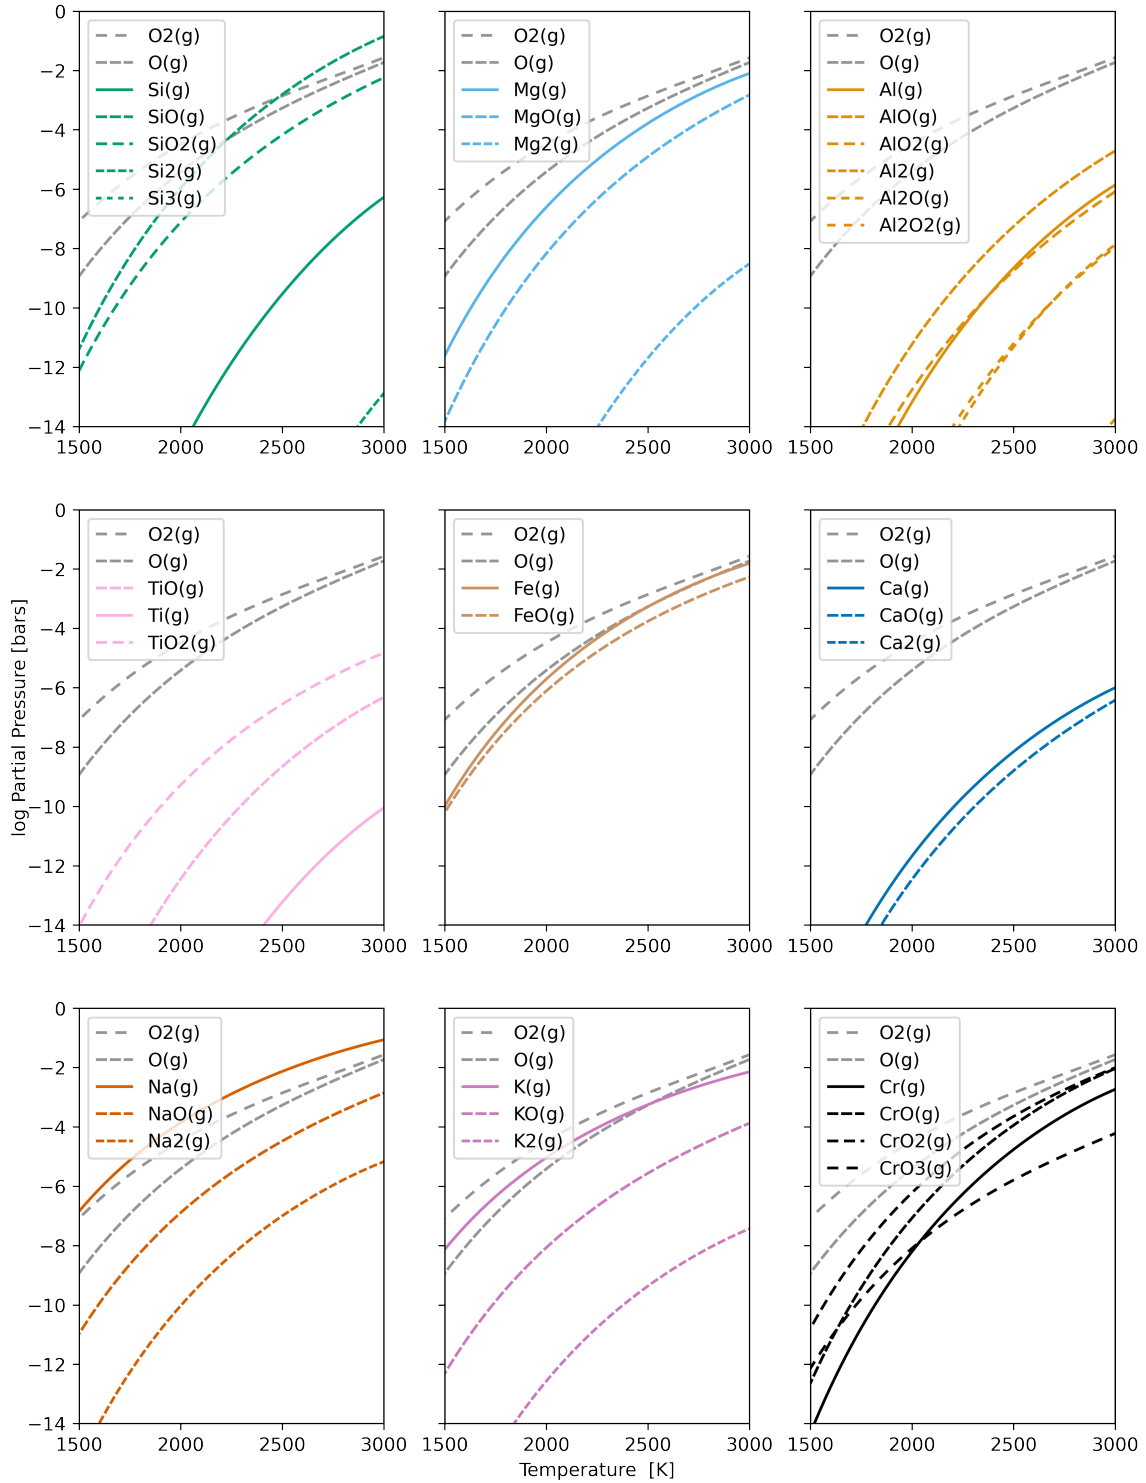 0
−2
−4
−6
−8
−10
−12
−14
O2(g)
O(g)
Si(g)
SiO(g)
SiO2(g)
Si2(g)
Si3(g)
1500
2000
2500
3000
O2(g)
O(g)
Mg(g)
MgO(g)
Mg2(g)
1500
2000
2500
3000
O2(g)
O(g)
Al(g)
AlO(g)
AlO2(g)
Al2(g)
Al2O(g)
Al2O2(g)
1500
2000
2500
3000
log Partial Pressure [bars]
0
−2
−4
−6
−8
−10
−12
−14
O2(g)
O(g)
TiO(g)
Ti(g)
TiO2(g)
1500
2000
2500
3000
O2(g)
O(g)
Fe(g)
FeO(g)
1500
2000
2500
3000
O2(g)
O(g)
Ca(g)
CaO(g)
Ca2(g)
1500
2000
2500
3000
0
−2
−4
−6
−8
−10
−12
−14
O2(g)
O(g)
Na(g)
NaO(g)
Na2(g)
1500
2000
2500
3000
O2(g)
O(g)
K(g)
KO(g)
K2(g)
1500
2000
2500
3000
O2(g)
O(g)
Cr(g)
CrO(g)
CrO2(g)
CrO3(g)
1500
2000
2500
3000
Temperature [K]